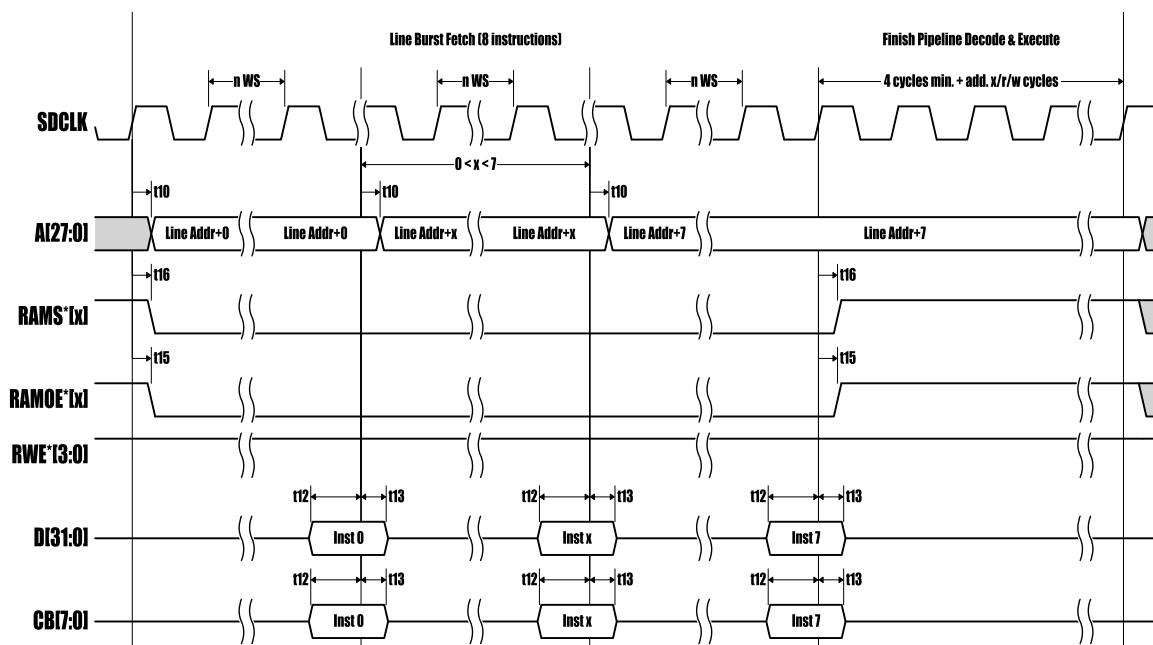 Line Burst Fetch (8 instructions) Finish Pipeline Decode & Execute
n WS n WS n WS 4 cycles min. + add. x/r/w cycles
SDCLK
0 < x < 7
t10 t10 t10
A[27:0] Line Addr+0 Line Addr+0 Line Addr+x Line Addr+x Line Addr+7 Line Addr+7
t16 t16
RAMS*[x]
t15 t15
RAMOE*[x]
RWE*[3:0]
t12 t13 t12 t13 t12 t13
D[31:0] Inst 0 Inst x Inst 7
t12 t13 t12 t13 t12 t13
CB[7:0] Inst 0 Inst x Inst 7